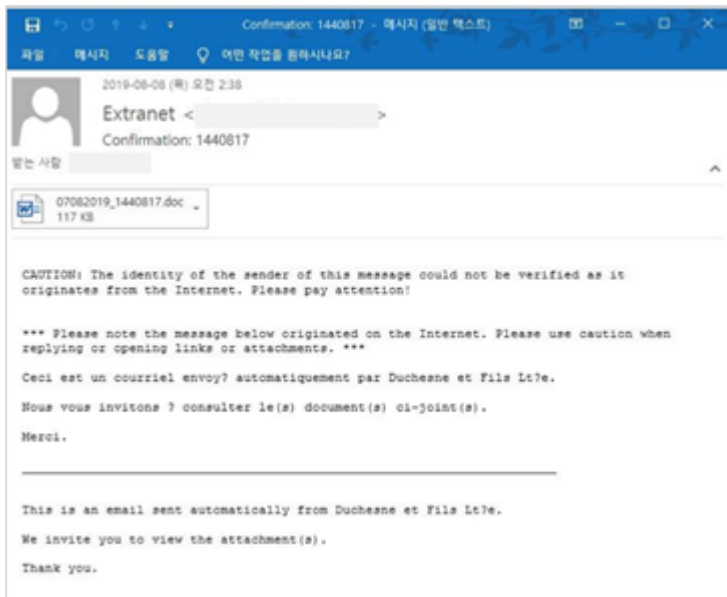 Confirmation: 1440817 - 메시지 (일반 텍스트)
파일 메시지 도움말 어떤 작업을 원하시나요?
2019-08-08 (목) 오전 2:38
Extranet < >
Confirmation: 1440817
받는 사람
07082019_1440817.doc
117 KB
CAUTION: The identity of the sender of this message could not be verified as it
originates from the Internet. Please pay attention!
*** Please note the message below originated on the Internet. Please use caution when
replying or opening links or attachments. ***
Ceci est un courriel envoy? automatiquement par Duchesne et Fils Lt?e.
Nous vous invitons ? consulter le(s) document(s) ci-joint(s).
Merci.
This is an email sent automatically from Duchesne et Fils Lt?e.
We invite you to view the attachment(s).
Thank you.